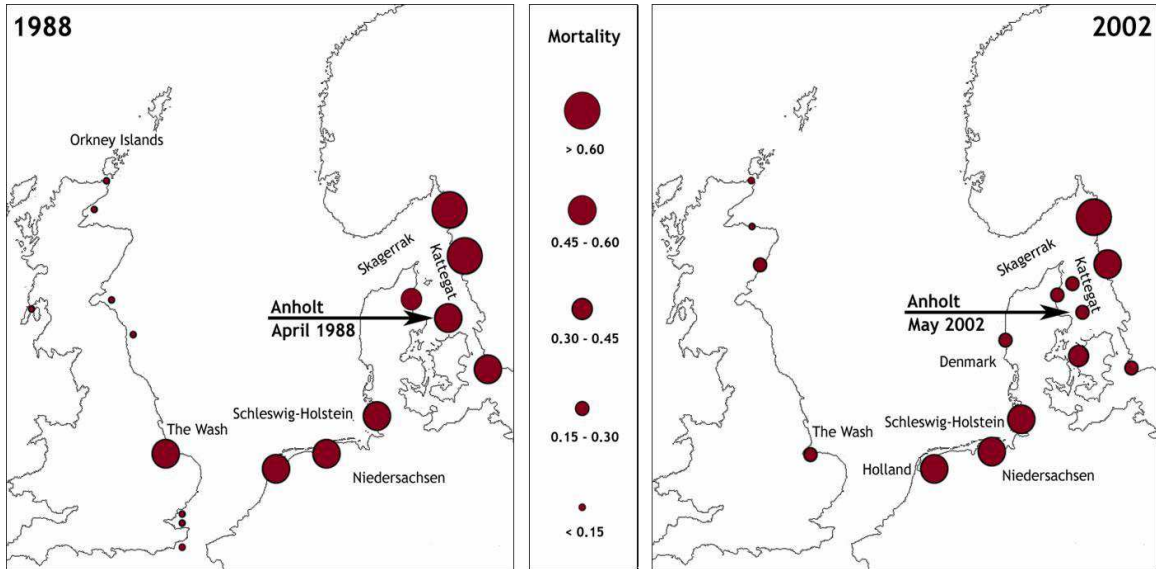 1988
Orkney Islands
Skagerrak
Kattegat
Anholt
April 1988
Schleswig-Holstein
The Wash
Niedersachsen
Mortality
> 0.60
0.45 - 0.60
0.30 - 0.45
0.15 - 0.30
< 0.15
2002
Skagerrak
Kattegat
Anholt
May 2002
Denmark
Schleswig-Holstein
The Wash
Holland
Niedersachsen